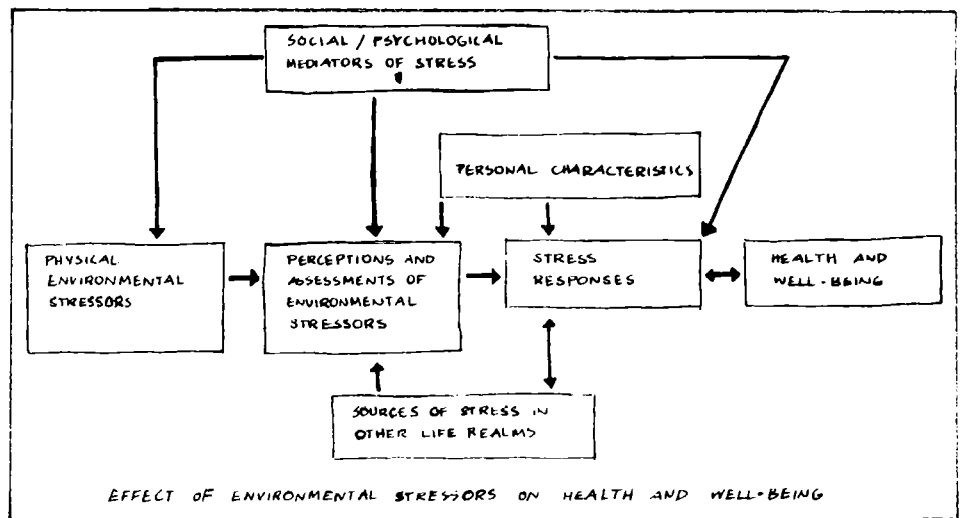 SOCIAL / PSYCHOLOGICAL
MEDIATORS OF STRESS
PERSONAL CHARACTERISTICS
PHYSICAL
ENVIRONMENTAL
STRESSORS
PERCEPTIONS AND
ASSESSMENTS OF
ENVIRONMENTAL
STRESSORS
STRESS
RESPONSES
HEALTH AND
WELL-BEING
SOURCES OF STRESS IN
OTHER LIFE REALMS
EFFECT OF ENVIRONMENTAL STRESSORS ON HEALTH AND WELL-BEING